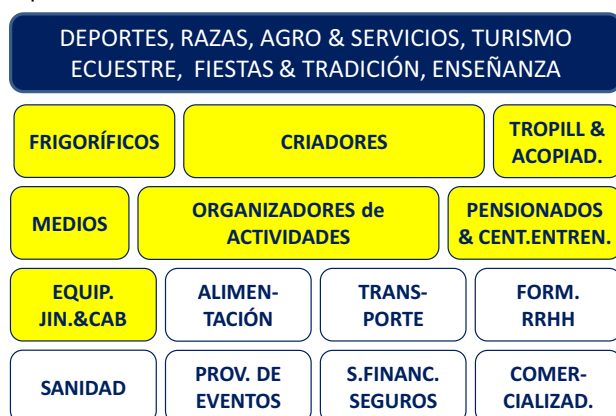 DEPORTES, RAZAS, AGRO & SERVICIOS, TURISMO
ECUESTRE, FIESTAS & TRADICIÓN, ENSEÑANZA
FRIGORÍFICOS
CRIADORES
TROPILL &
ACOPIAD.
MEDIOS
ORGANIZADORES de
ACTIVIDADES
PENSIONADOS
& CENT.ENTREN.
EQUIP.
JIN.&CAB
ALIMEN-
TACIÓN
TRANS-
PORTE
FORM.
RRHH
SANIDAD
PROV. DE
EVENTOS
S.FINANC.
SEGUROS
COMER-
CIALIZAD.